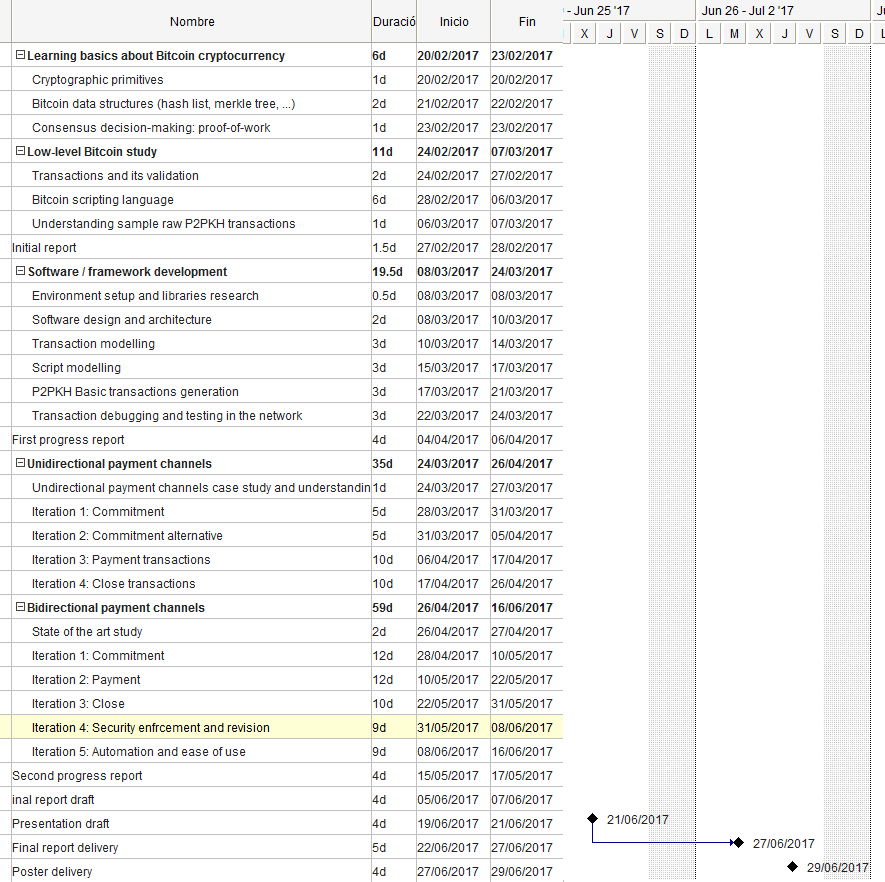 Nombre Duració Inicio Fin - Jun 25 '17 Jun 26 - Jul 2 '17 Ju
X J V S D L M X J V S D L
Learning basics about Bitcoin cryptocurrency 6d 20/02/2017 23/02/2017
Cryptographic primitives 1d 20/02/2017 20/02/2017
Bitcoin data structures (hash list, merkle tree, ...) 2d 21/02/2017 22/02/2017
Consensus decision-making: proof-of-work 1d 23/02/2017 23/02/2017
Low-level Bitcoin study 11d 24/02/2017 07/03/2017
Transactions and its validation 2d 24/02/2017 27/02/2017
Bitcoin scripting language 6d 28/02/2017 06/03/2017
Understanding sample raw P2PKH transactions 1d 06/03/2017 07/03/2017
Initial report 1.5d 27/02/2017 28/02/2017
Software / framework development 19.5d 08/03/2017 24/03/2017
Environment setup and libraries research 0.5d 08/03/2017 08/03/2017
Software design and architecture 2d 08/03/2017 10/03/2017
Transaction modelling 3d 10/03/2017 14/03/2017
Script modelling 3d 15/03/2017 17/03/2017
P2PKH Basic transactions generation 3d 17/03/2017 21/03/2017
Transaction debugging and testing in the network 3d 22/03/2017 24/03/2017
First progress report 4d 04/04/2017 06/04/2017
Unidirectional payment channels 35d 24/03/2017 26/04/2017
Undirectional payment channels case study and understandin 1d 24/03/2017 27/03/2017
Iteration 1: Commitment 5d 28/03/2017 31/03/2017
Iteration 2: Commitment alternative 5d 31/03/2017 05/04/2017
Iteration 3: Payment transactions 10d 06/04/2017 17/04/2017
Iteration 4: Close transactions 10d 17/04/2017 26/04/2017
Bidirectional payment channels 59d 26/04/2017 16/06/2017
State of the art study 2d 26/04/2017 27/04/2017
Iteration 1: Commitment 12d 28/04/2017 10/05/2017
Iteration 2: Payment 12d 10/05/2017 22/05/2017
Iteration 3: Close 10d 22/05/2017 31/05/2017
Iteration 4: Security enfrcement and revision 9d 31/05/2017 08/06/2017
Iteration 5: Automation and ease of use 9d 08/06/2017 16/06/2017
Second progress report 4d 15/05/2017 17/05/2017
inal report draft 4d 05/06/2017 07/06/2017
Presentation draft 4d 19/06/2017 21/06/2017 21/06/2017
Final report delivery 5d 22/06/2017 27/06/2017 27/06/2017
Poster delivery 4d 27/06/2017 29/06/2017 29/06/2017